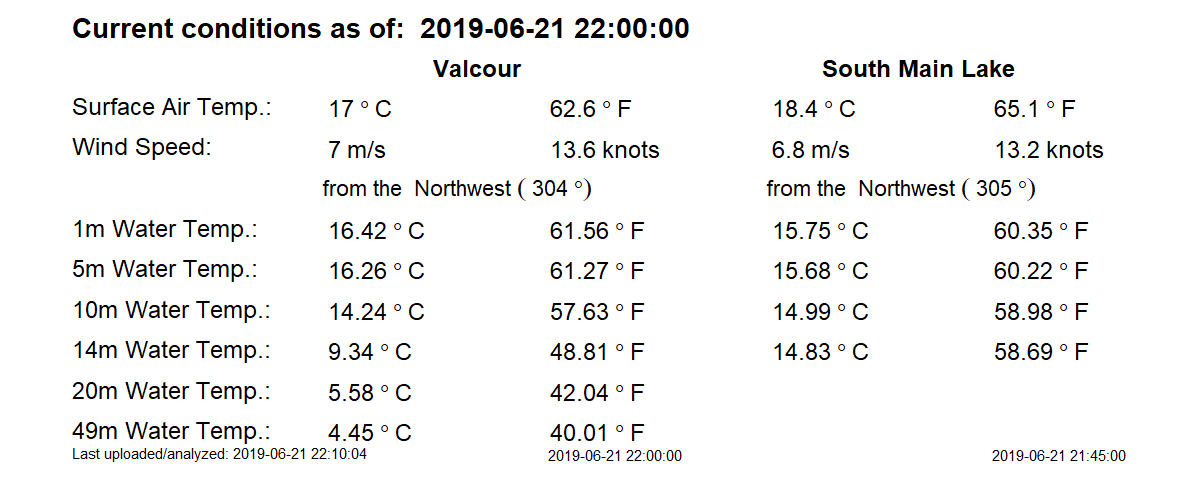 Current conditions as of: 2019-06-21 22:00:00
Valcour South Main Lake
Surface Air Temp.: 17 ° C 62.6 ° F 18.4 ° C 65.1 ° F
Wind Speed: 7 m/s 13.6 knots 6.8 m/s 13.2 knots
from the Northwest ( 304 °) from the Northwest ( 305 °)
1m Water Temp.: 16.42 ° C 61.56 ° F 15.75 ° C 60.35 ° F
5m Water Temp.: 16.26 ° C 61.27 ° F 15.68 ° C 60.22 ° F
10m Water Temp.: 14.24 ° C 57.63 ° F 14.99 ° C 58.98 ° F
14m Water Temp.: 9.34 ° C 48.81 ° F 14.83 ° C 58.69 ° F
20m Water Temp.: 5.58 ° C 42.04 ° F
49m Water Temp.: 4.45 ° C 40.01 ° F
Last uploaded/analyzed: 2019-06-21 22:10:04 2019-06-21 22:00:00 2019-06-21 21:45:00